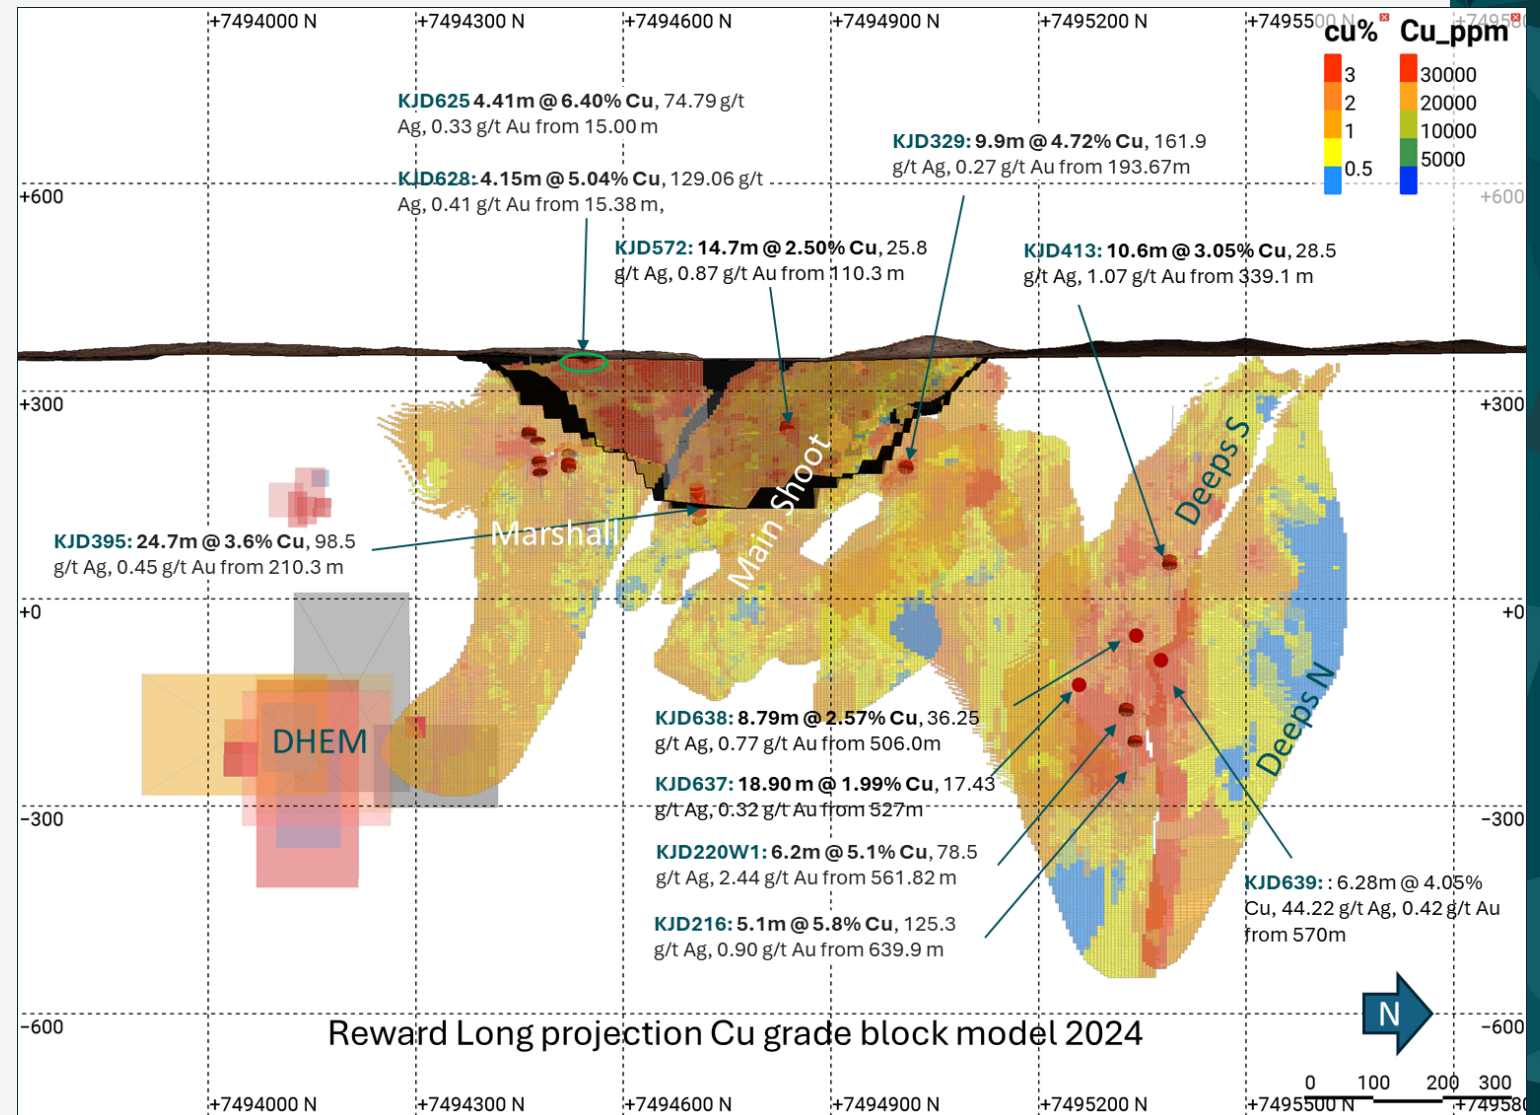 +7494000 N
+7494300 N
+7494600 N
+7494900 N
+7495200 N
+7495500 N
cu%
Cu_ppm
3
2
1
0.5
30000
20000
10000
5000
KJD625 4.41m @ 6.40% Cu, 74.79 g/t
Ag, 0.33 g/t Au from 15.00 m
KJD628: 4.15m @ 5.04% Cu, 129.06 g/t
Ag, 0.41 g/t Au from 15.38 m,
KJD329: 9.9m @ 4.72% Cu, 161.9
g/t Ag, 0.27 g/t Au from 193.67m
+600
+600
KJD572: 14.7m @ 2.50% Cu, 25.8
g/t Ag, 0.87 g/t Au from 110.3 m
KJD413: 10.6m @ 3.05% Cu, 28.5
g/t Ag, 1.07 g/t Au from 339.1 m
+300
+300
Deeps S
Main Shoot
Marshall
KJD395: 24.7m @ 3.6% Cu, 98.5
g/t Ag, 0.45 g/t Au from 210.3 m
+0
+0
DHEM
Deeps N
KJD638: 8.79m @ 2.57% Cu, 36.25
g/t Ag, 0.77 g/t Au from 506.0m
KJD637: 18.90 m @ 1.99% Cu, 17.43
g/t Ag, 0.32 g/t Au from 527m
−300
−300
KJD220W1: 6.2m @ 5.1% Cu, 78.5
g/t Ag, 2.44 g/t Au from 561.82 m
KJD216: 5.1m @ 5.8% Cu, 125.3
g/t Ag, 0.90 g/t Au from 639.9 m
KJD639: : 6.28m @ 4.05%
Cu, 44.22 g/t Ag, 0.42 g/t Au
from 570m
−600
−600
N
Reward Long projection Cu grade block model 2024
0 100 200 300
+7494000 N
+7494300 N
+7494600 N
+7494900 N
+7495200 N
+7495500 N